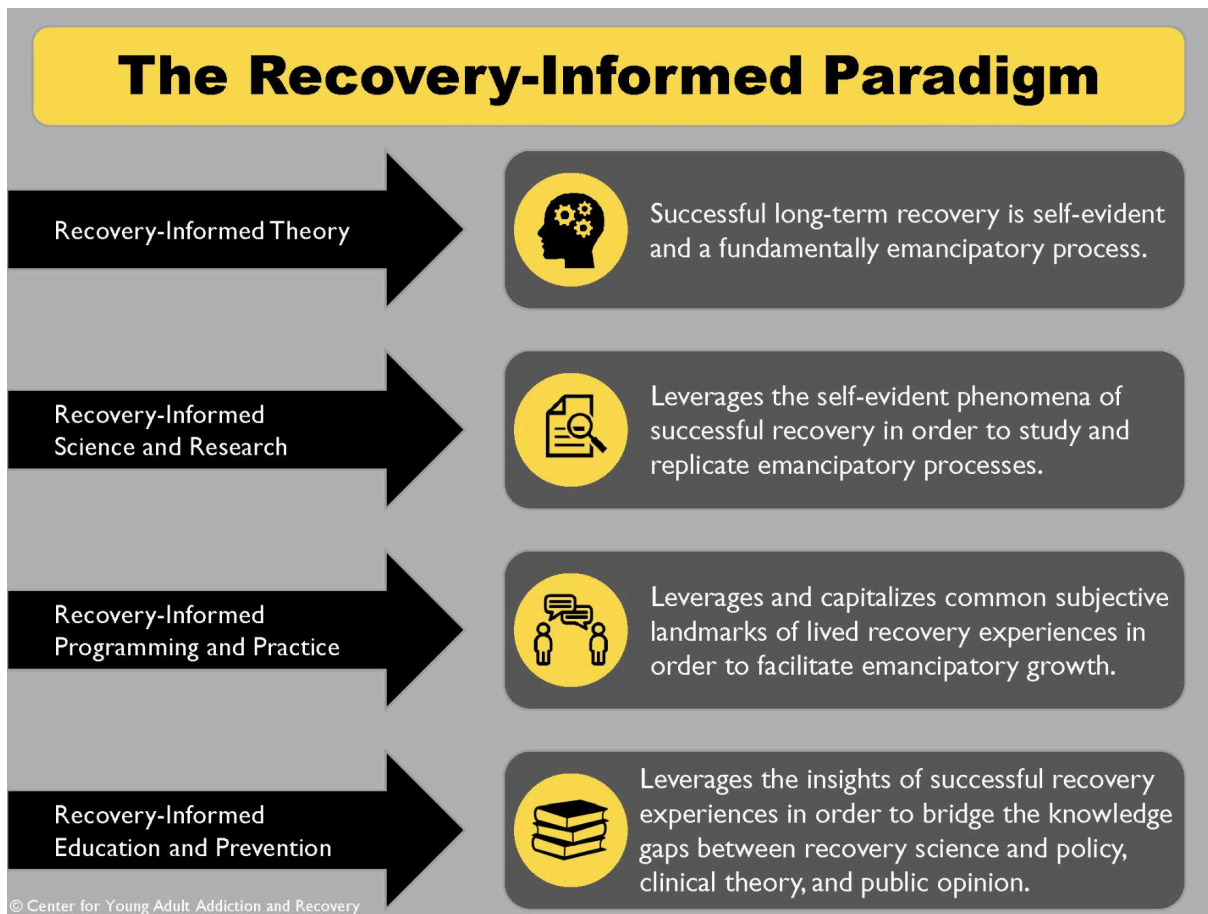 The Recovery-Informed Paradigm
Recovery-Informed Theory
Successful long-term recovery is self-evident
and a fundamentally emancipatory process.
Recovery-Informed
Science and Research
Leverages the self-evident phenomena of
successful recovery in order to study and
replicate emancipatory processes.
Recovery-Informed
Programming and Practice
Leverages and capitalizes common subjective
landmarks of lived recovery experiences in
order to facilitate emancipatory growth.
Recovery-Informed
Education and Prevention
Leverages the insights of successful recovery
experiences in order to bridge the knowledge
gaps between recovery science and policy,
clinical theory, and public opinion.
© Center for Young Adult Addiction and Recovery